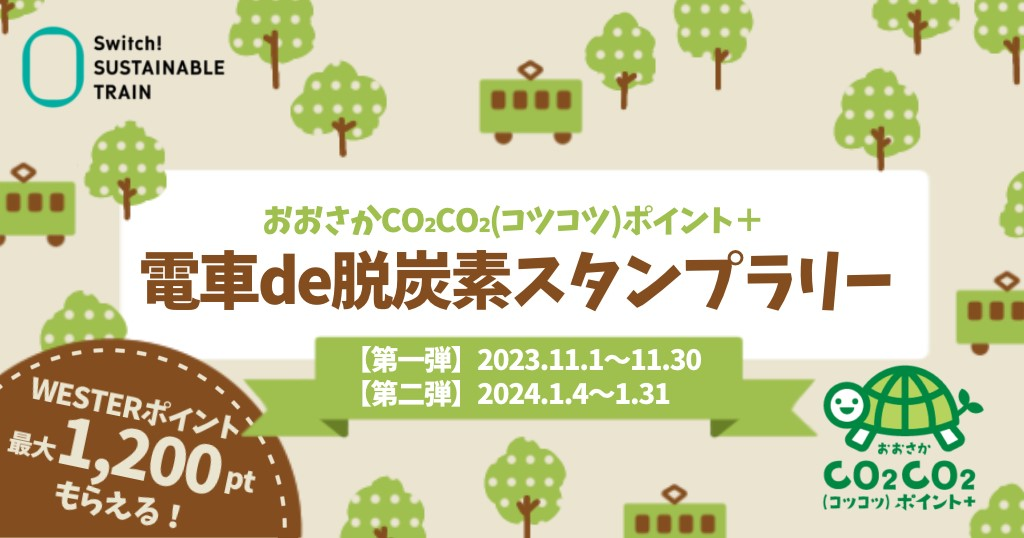 Switch!
SUSTAINABLE
TRAIN
おおさかCO₂CO₂(コツコツ)ポイント＋
電車de脱炭素スタンプラリー
【第一弾】2023.11.1～11.30
【第二弾】2024.1.4～1.31
WESTERポイント
最大1,200pt
もらえる！
おおさか
CO₂CO₂
(コツコツ)ポイント+